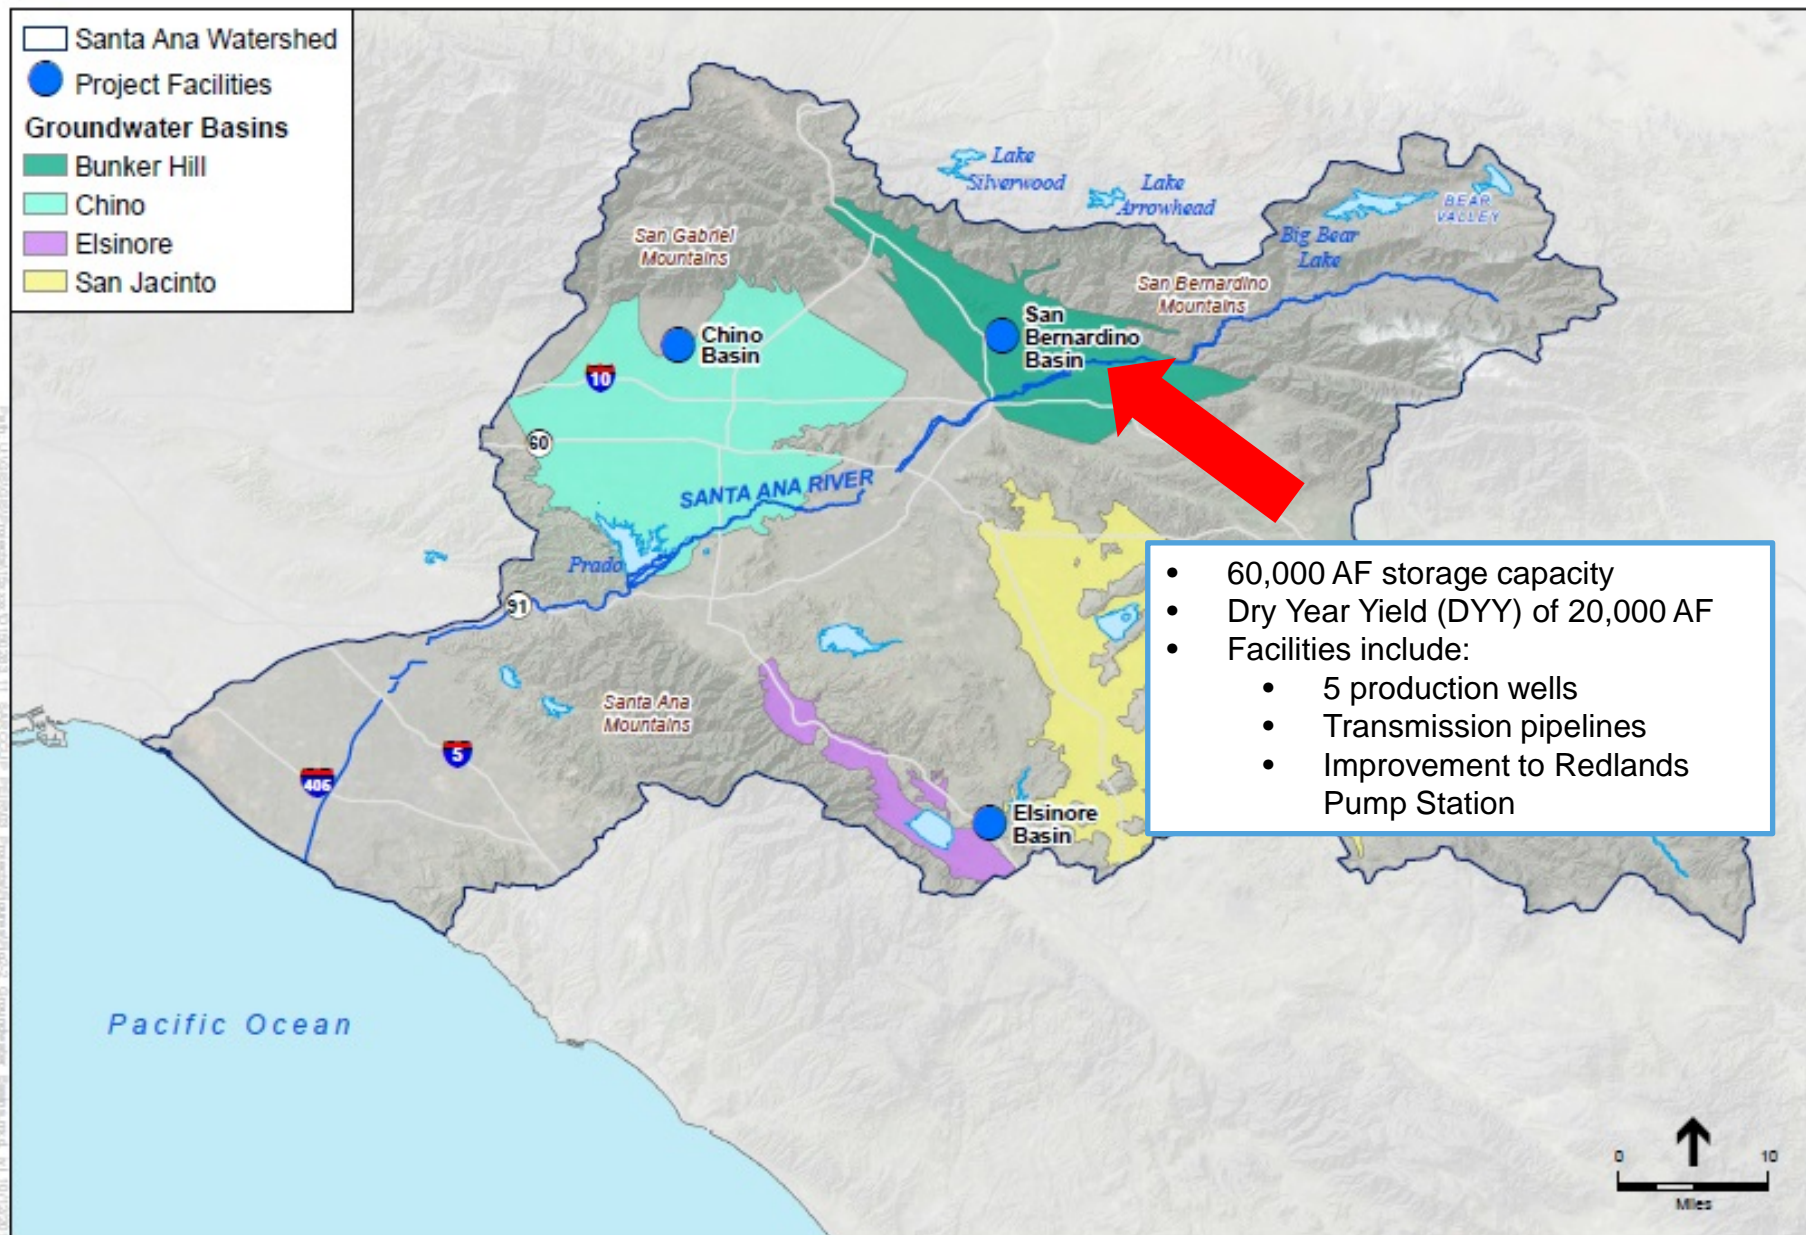 Santa Ana Watershed
Project Facilities
Groundwater Basins
Bunker Hill
Chino
Elsinore
San Jacinto
Lake
Silverwood
Lake
Arrowhead
BEAR
VALLEY
Big Bear
Lake
San Gabriel
Mountains
San Bernardino
Mountains
San
Bernardino
Basin
Chino
Basin
10
60
SANTA ANA RIVER
Prado
91
• 60,000 AF storage capacity
• Dry Year Yield (DYY) of 20,000 AF
• Facilities include:
• 5 production wells
• Transmission pipelines
• Improvement to Redlands
Pump Station
Santa Ana
Mountains
5
405
Elsinore
Basin
Pacific Ocean
0 10
Miles